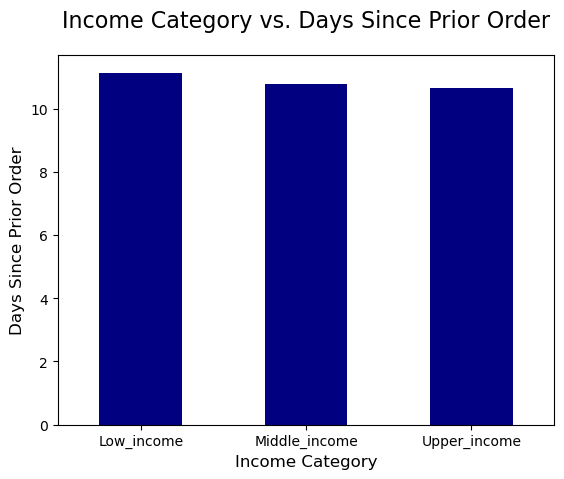 Income Category vs. Days Since Prior Order
Days Since Prior Order
10
8
6
4
2
0
Low_income
Middle_income
Upper_income
Income Category